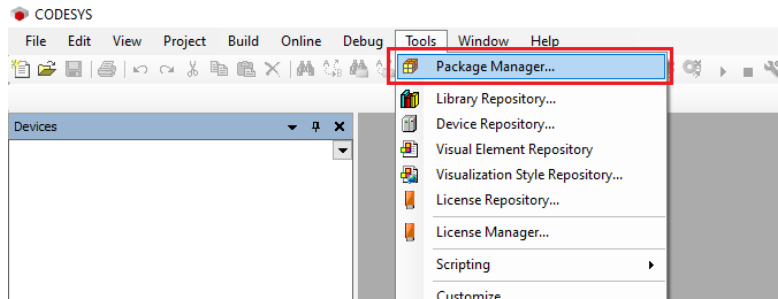 CODESYS
File Edit View Project Build Online Debug Tools Window Help
Package Manager...
Library Repository...
Devices
Device Repository...
Visual Element Repository
Visualization Style Repository...
License Repository...
License Manager...
Scripting
Customize